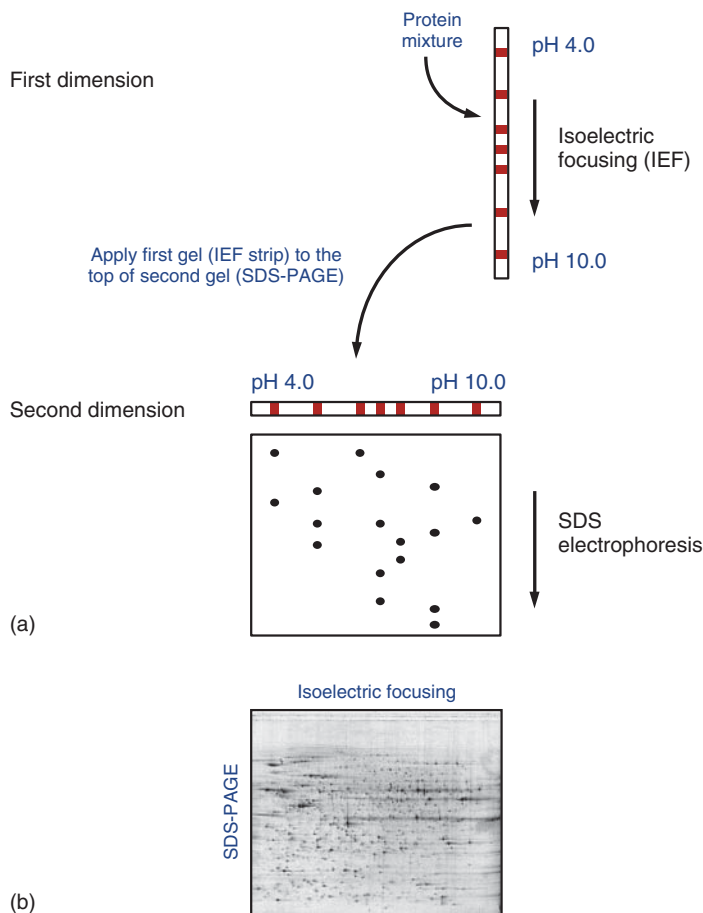 Protein
mixture
pH 4.0
First dimension
Isoelectric
focusing (IEF)
Apply first gel (IEF strip) to the
top of second gel (SDS-PAGE)
pH 10.0
pH 4.0
pH 10.0
Second dimension
SDS
electrophoresis
(a)
Isoelectric focusing
SDS-PAGE
(b)